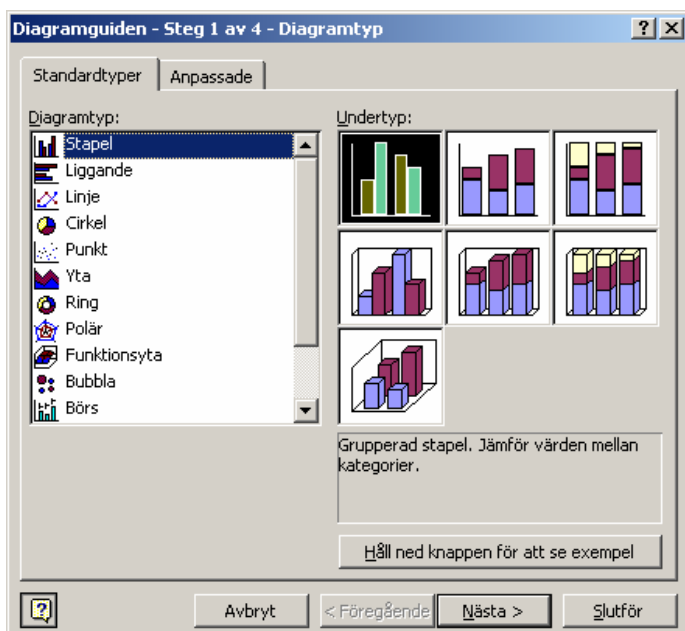 Diagramguiden - Steg 1 av 4 - Diagramtyp
Standardtyper
Anpassade
Diagramtyp:
Stapel
Liggande
Linje
Cirkel
Punkt
Yta
Ring
Polär
Funktionsyta
Bubbla
Börs
Undertyp:
Grupperad stapel. Jämför värden mellan
kategorier.
Håll ned knappen för att se exempel
Avbryt
< Föregående
Nästa >
Slutför